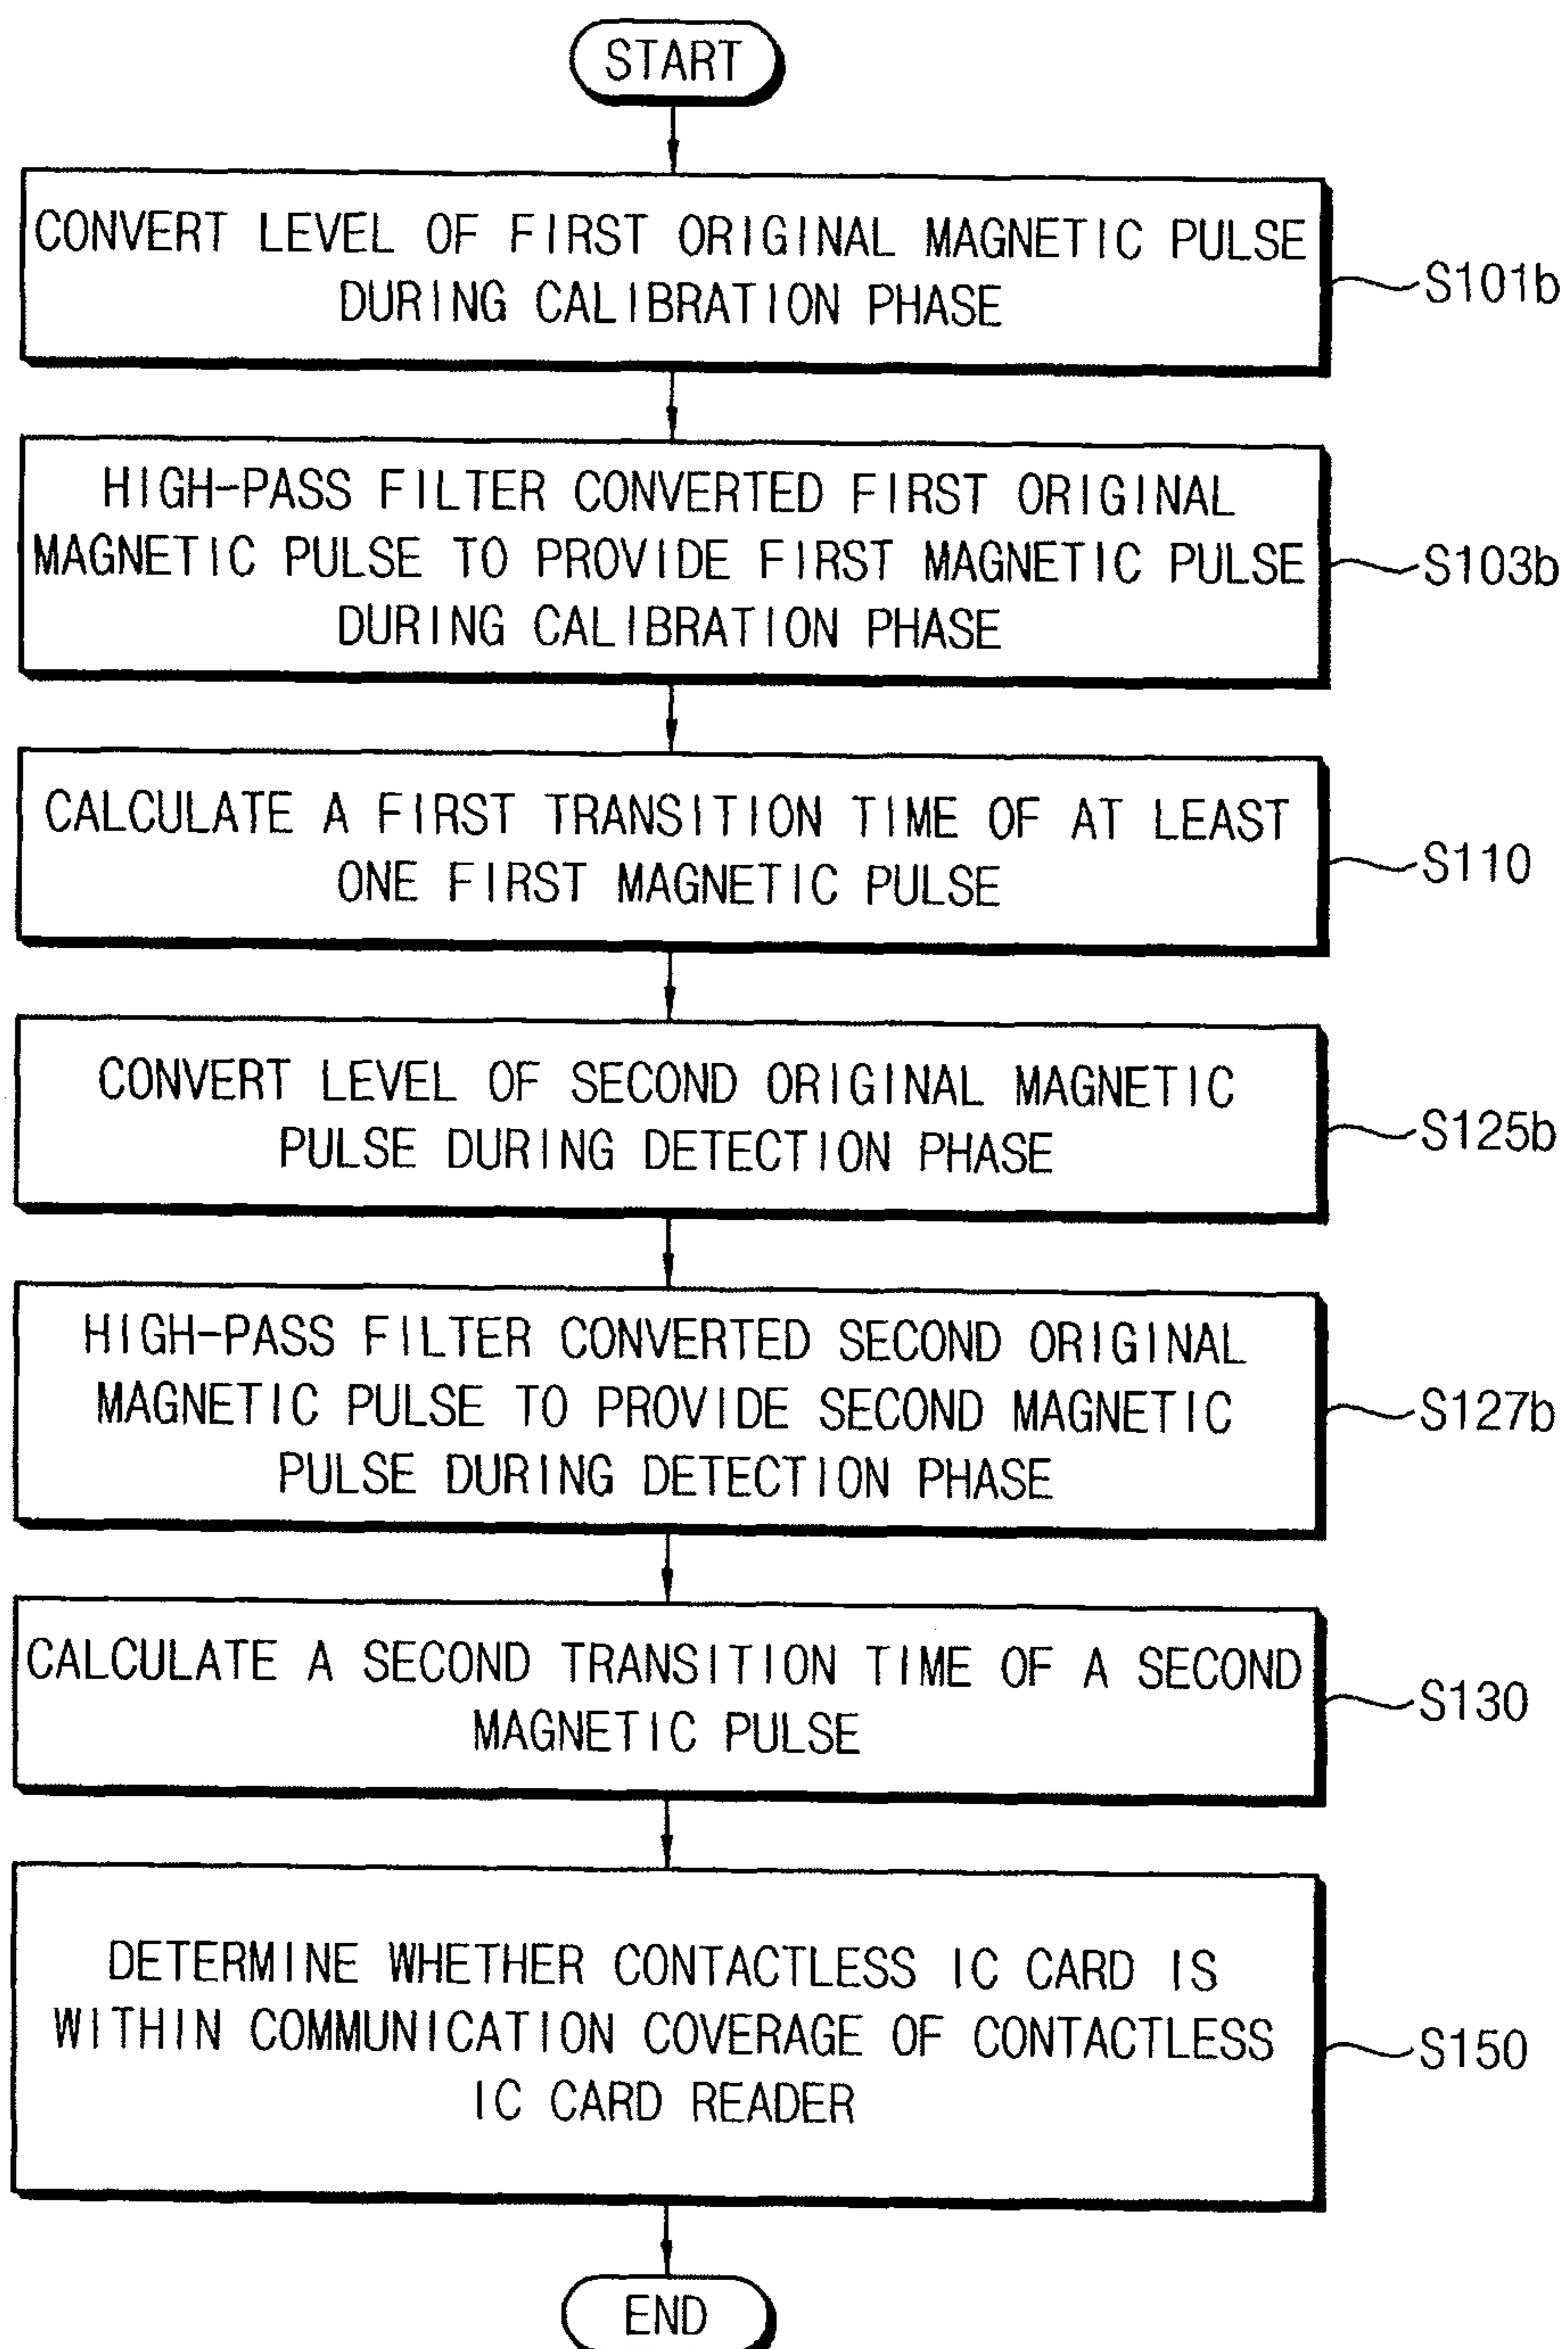 START
CONVERT LEVEL OF FIRST ORIGINAL MAGNETIC PULSE
DURING CALIBRATION PHASE
S101b
HIGH-PASS FILTER CONVERTED FIRST ORIGINAL
MAGNETIC PULSE TO PROVIDE FIRST MAGNETIC PULSE
DURING CALIBRATION PHASE
S103b
CALCULATE A FIRST TRANSITION TIME OF AT LEAST
ONE FIRST MAGNETIC PULSE
S110
CONVERT LEVEL OF SECOND ORIGINAL MAGNETIC
PULSE DURING DETECTION PHASE
S125b
HIGH-PASS FILTER CONVERTED SECOND ORIGINAL
MAGNETIC PULSE TO PROVIDE SECOND MAGNETIC
PULSE DURING DETECTION PHASE
S127b
CALCULATE A SECOND TRANSITION TIME OF A SECOND
MAGNETIC PULSE
S130
DETERMINE WHETHER CONTACTLESS IC CARD IS
WITHIN COMMUNICATION COVERAGE OF CONTACTLESS
IC CARD READER
S150
END